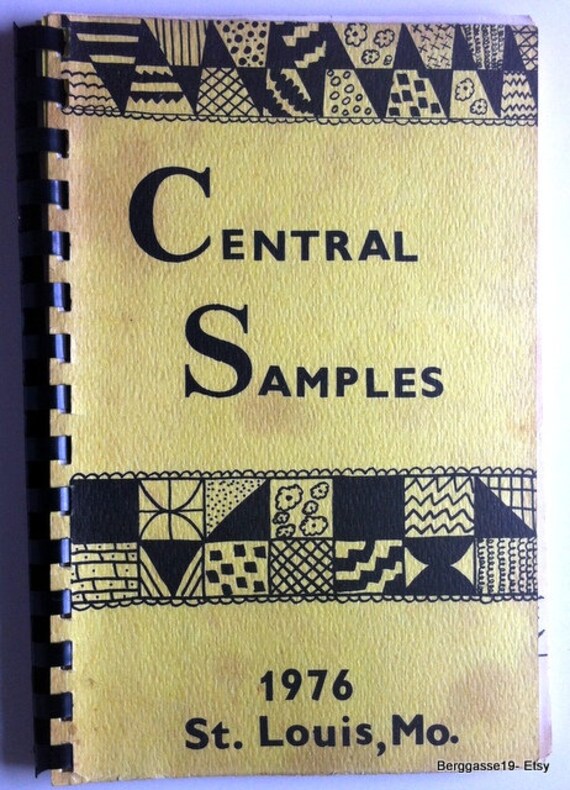 CENTRAL
SAMPLES
1976
St. Louis, Mo.
Berggasse19- Etsy